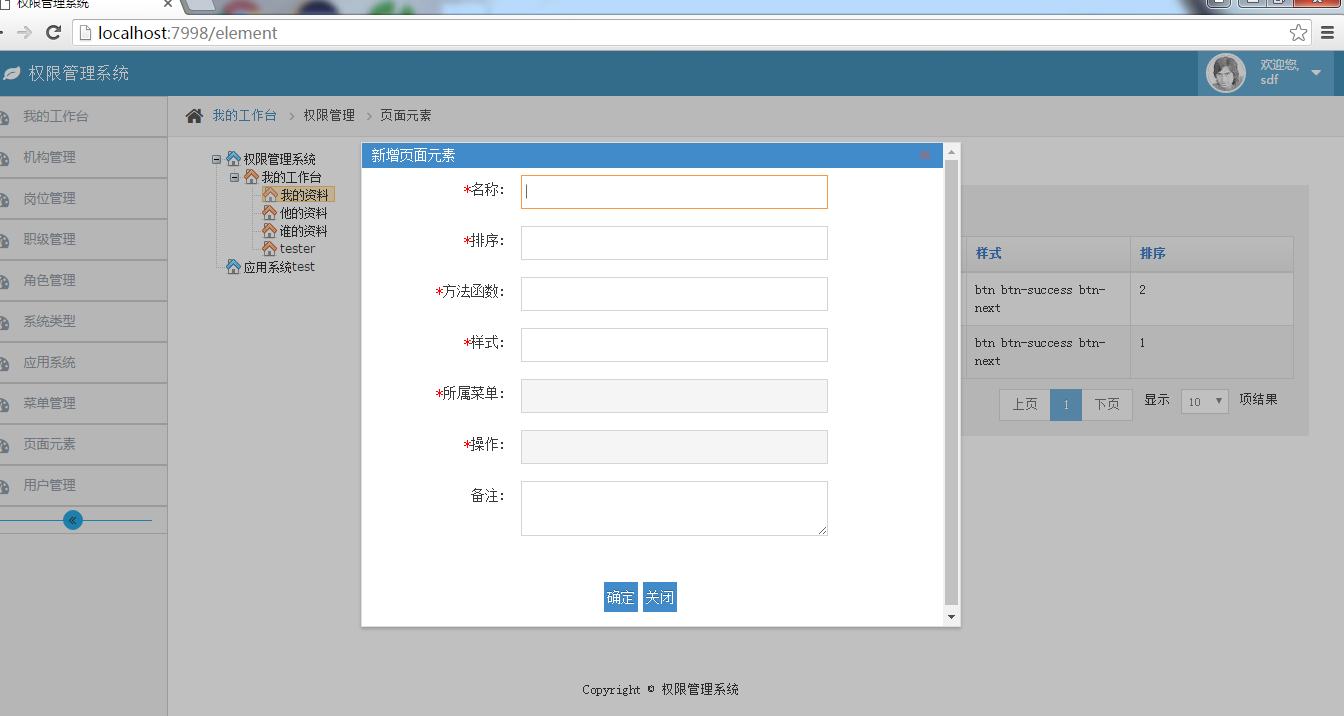 权限管理系统
localhost:7998/element
权限管理系统
欢迎您,
sdf
我的工作台
机构管理
岗位管理
职级管理
角色管理
系统类型
应用系统
菜单管理
页面元素
用户管理
我的工作台 > 权限管理 > 页面元素
权限管理系统
我的工作台
我的资料
他的资料
谁的资料
tester
应用系统test
新增页面元素
*名称:
*排序:
*方法函数:
*样式:
*所属菜单:
*操作:
备注:
确定 关闭
样式 排序
btn btn-success btn-next 2
btn btn-success btn-next 1
上页 1 下页 显示 10 项结果
Copyright © 权限管理系统